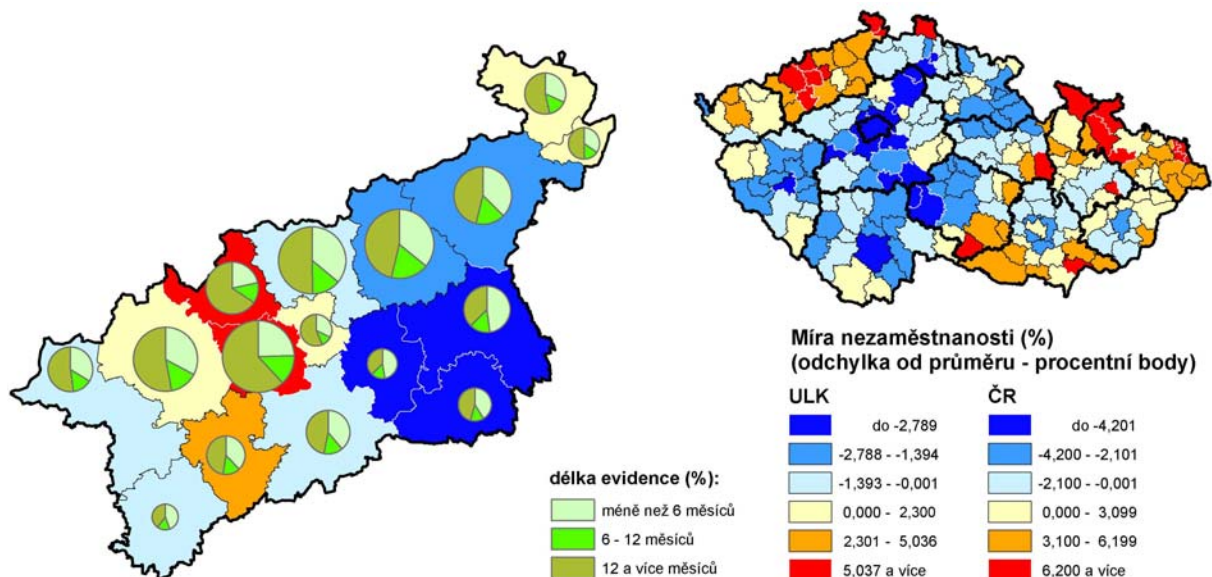 Míra nezaměstnanosti (%)
(odchylka od průměru - procentní body)
ULK
do -2,789
-2,788 - -1,394
-1,393 - -0,001
0,000 - 2,300
2,301 - 5,036
5,037 a více
ČR
do -4,201
-4,200 - -2,101
-2,100 - -0,001
0,000 - 3,099
3,100 - 6,199
6,200 a více
délka evidence (%):
méně než 6 měsíců
6 - 12 měsíců
12 a více měsíců